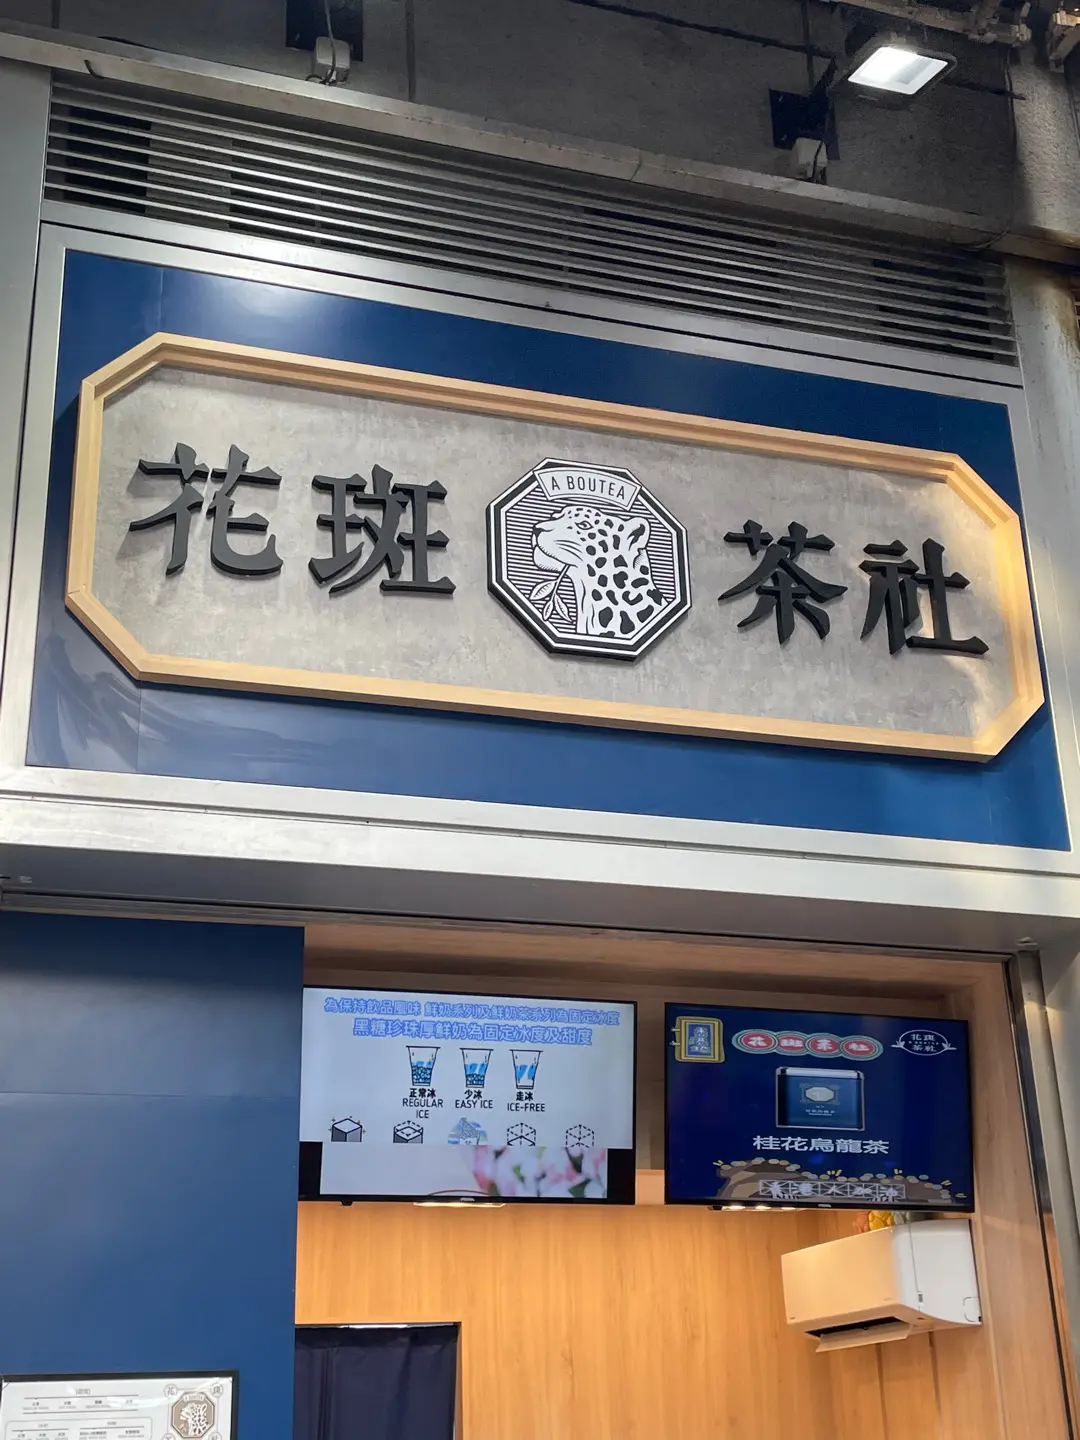 花斑茶社
A BOUTEA
為保持飲品風味 鮮奶系列及鮮奶茶系列為固定冰度
黑糖珍珠厚鮮奶為固定冰度及甜度
正常冰 少冰 走冰
REGULAR ICE EASY ICE ICE-FREE
花斑茶社
花斑
茶社
桂花烏龍茶
A BOUTEA